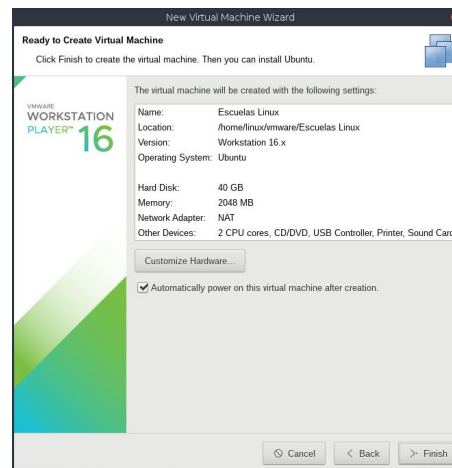 New Virtual Machine Wizard
Ready to Create Virtual Machine
Click Finish to create the virtual machine. Then you can install Ubuntu.
VMWARE
WORKSTATION
PLAYER™ 16
The virtual machine will be created with the following settings:
Name: Escuelas Linux
Location: /home/linux/vmware/Escuelas Linux
Version: Workstation 16.x
Operating System: Ubuntu
Hard Disk: 40 GB
Memory: 2048 MB
Network Adapter: NAT
Other Devices: 2 CPU cores, CD/DVD, USB Controller, Printer, Sound Card
Customize Hardware...
Automatically power on this virtual machine after creation.
Cancel
Back
Finish